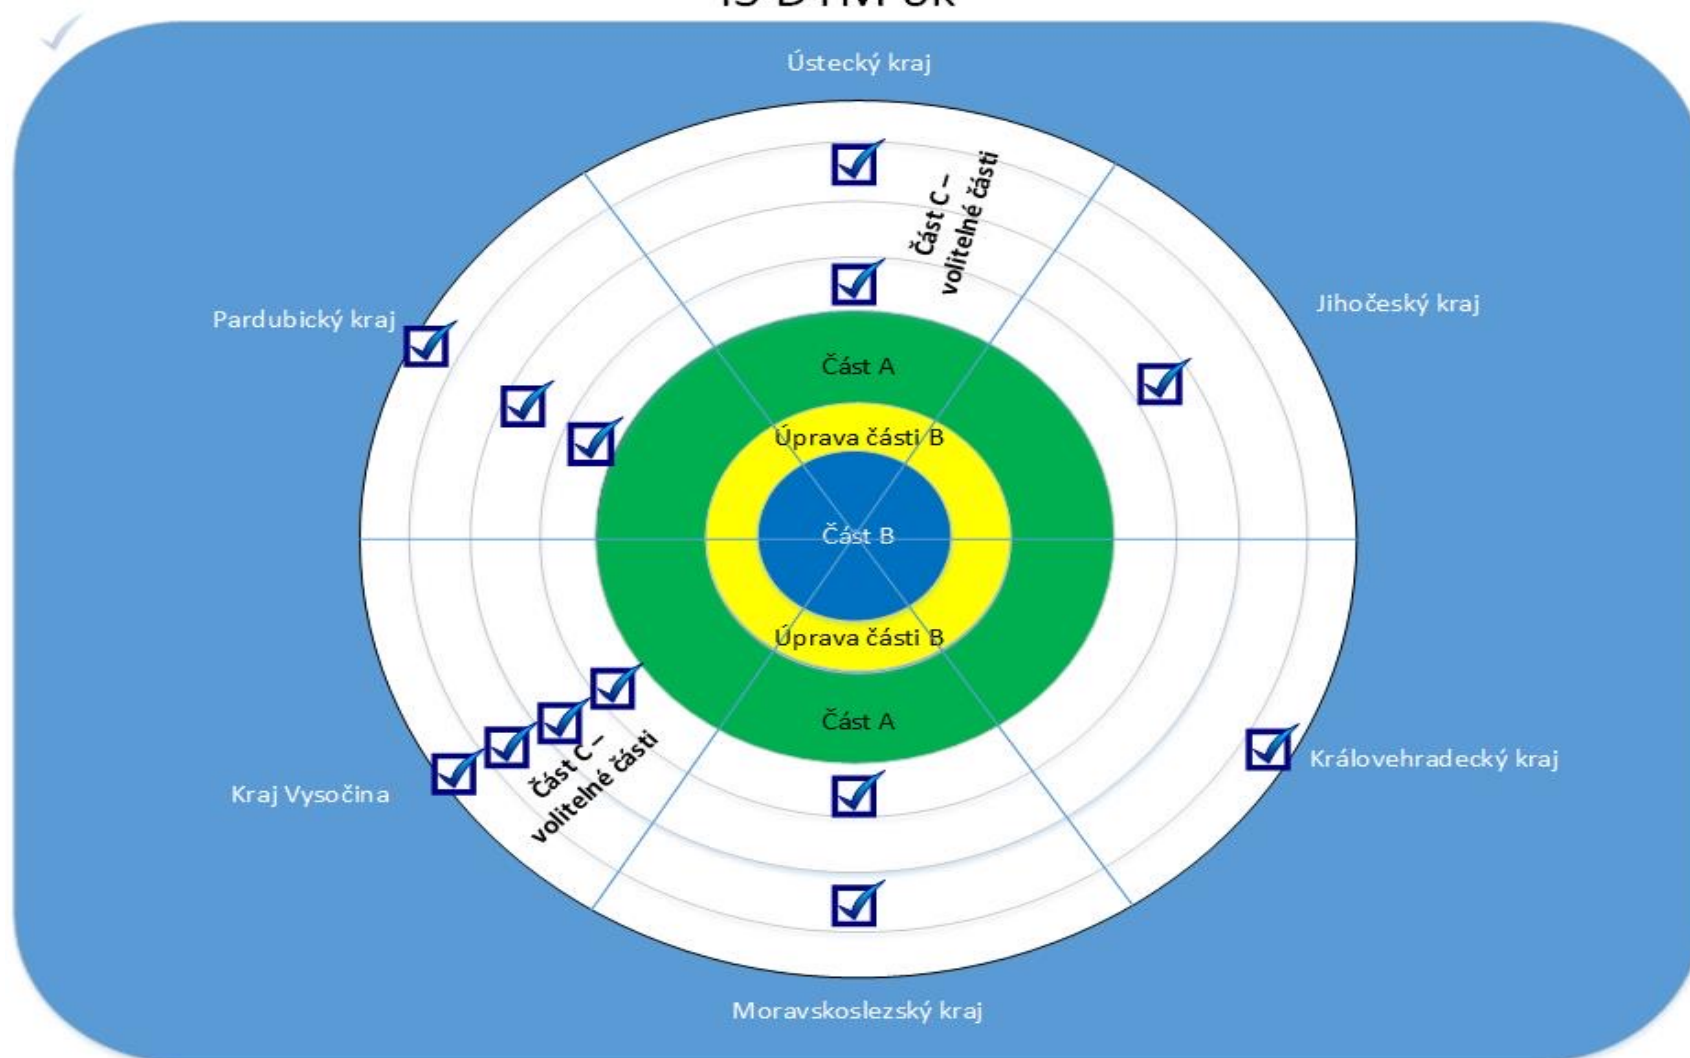 Ústecký kraj
Část C –
volitelné části
Pardubický kraj
Jihočeský kraj
Část A
Úprava části B
Část B
Úprava části B
Část A
Část C –
volitelné části
Kraj Vysočina
Královehradecký kraj
Moravskoslezský kraj